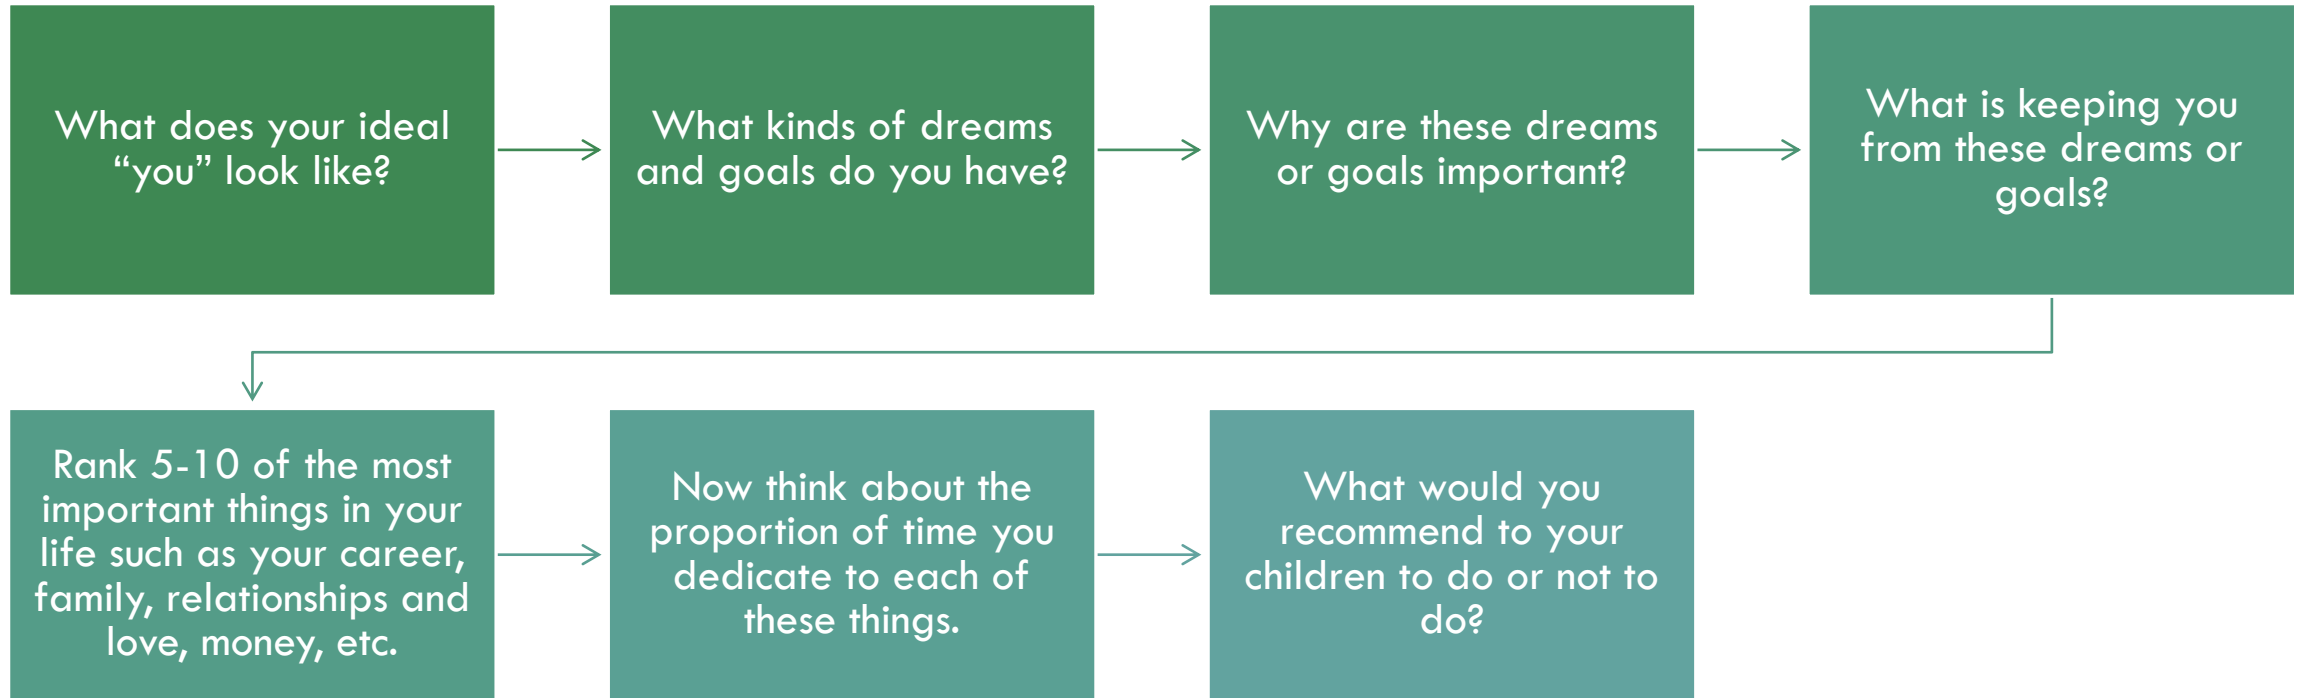 What does your ideal
“you” look like?
What kinds of dreams
and goals do you have?
Why are these dreams
or goals important?
What is keeping you
from these dreams or
goals?
Rank 5-10 of the most
important things in your
life such as your career,
family, relationships and
love, money, etc.
Now think about the
proportion of time you
dedicate to each of
these things.
What would you
recommend to your
children to do or not to
do?